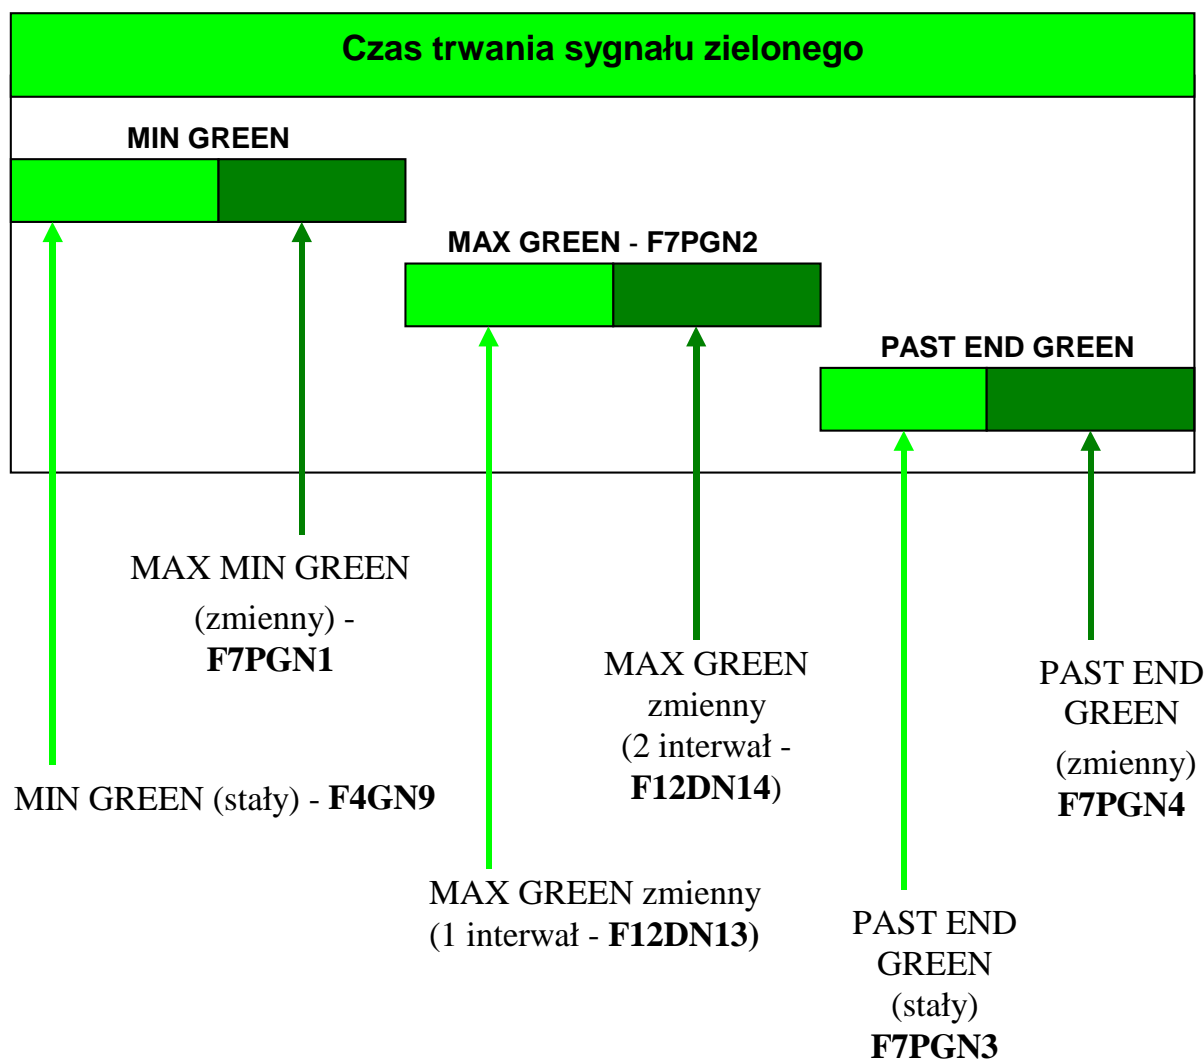 Czas trwania sygnału zielonego
MIN GREEN
MAX GREEN - F7PGN2
PAST END GREEN
MAX MIN GREEN
(zmienny) -
F7PGN1
MAX GREEN
zmienny
(2 interwał -
F12DN14)
PAST END
GREEN
(zmienny)
F7PGN4
MIN GREEN (stały) - F4GN9
MAX GREEN zmienny
(1 interwał - F12DN13)
PAST END
GREEN
(stały)
F7PGN3